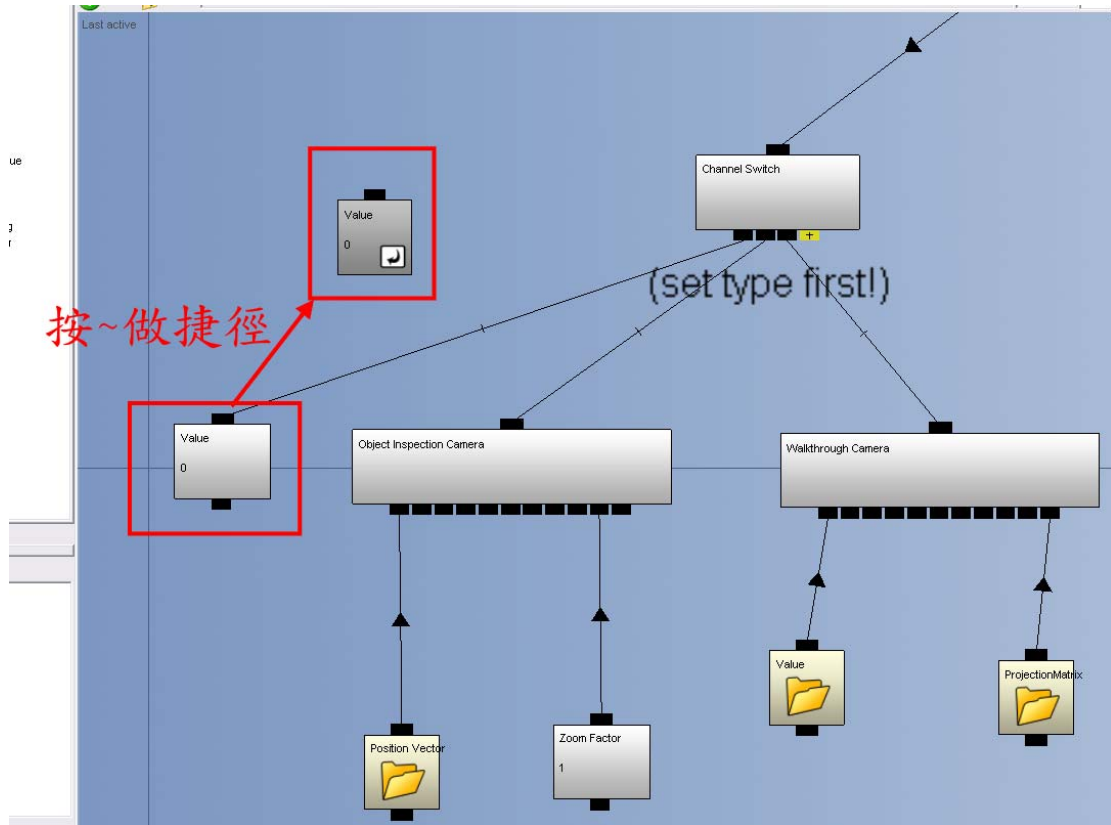 Last active
ue
Channel Switch
Value
0
(set type first!)
按~做捷徑
Value
0
Object Inspection Camera
Walkthrough Camera
Value
ProjectionMatrix
Position Vector
Zoom Factor
1